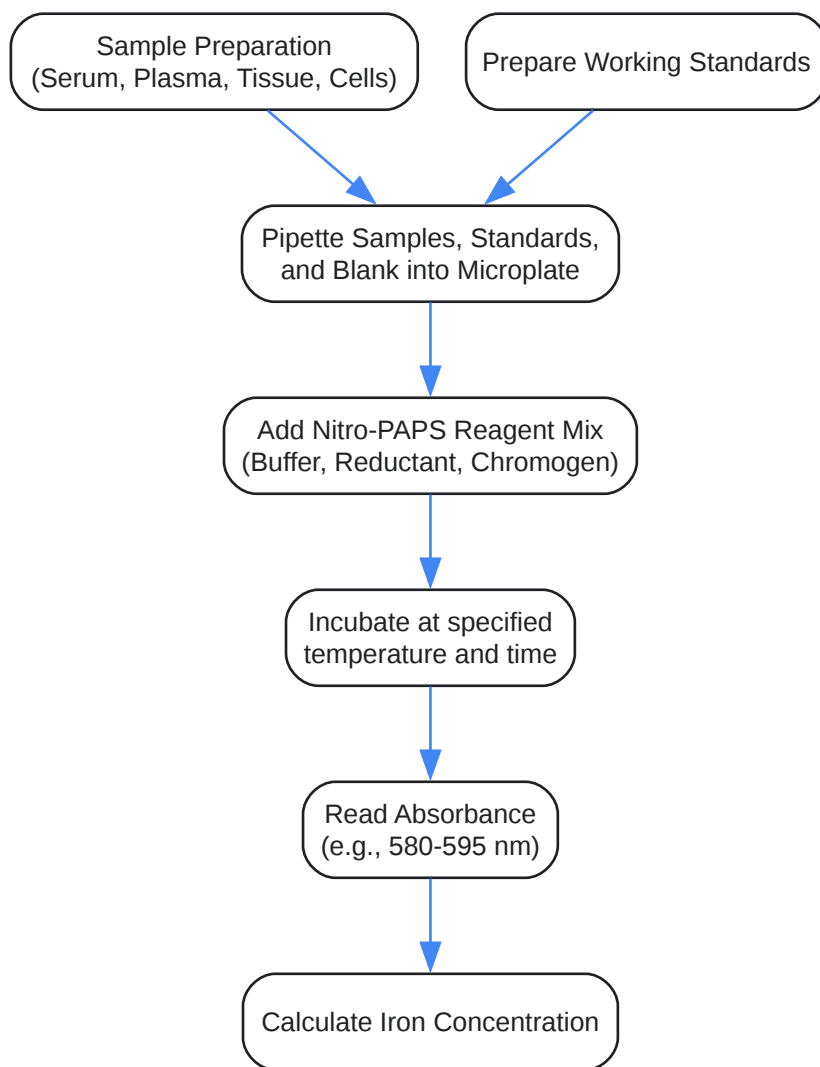 Sample Preparation
(Serum, Plasma, Tissue, Cells)
Prepare Working Standards
Pipette Samples, Standards,
and Blank into Microplate
Add Nitro-PAPS Reagent Mix
(Buffer, Reductant, Chromogen)
Incubate at specified
temperature and time
Read Absorbance
(e.g., 580-595 nm)
Calculate Iron Concentration